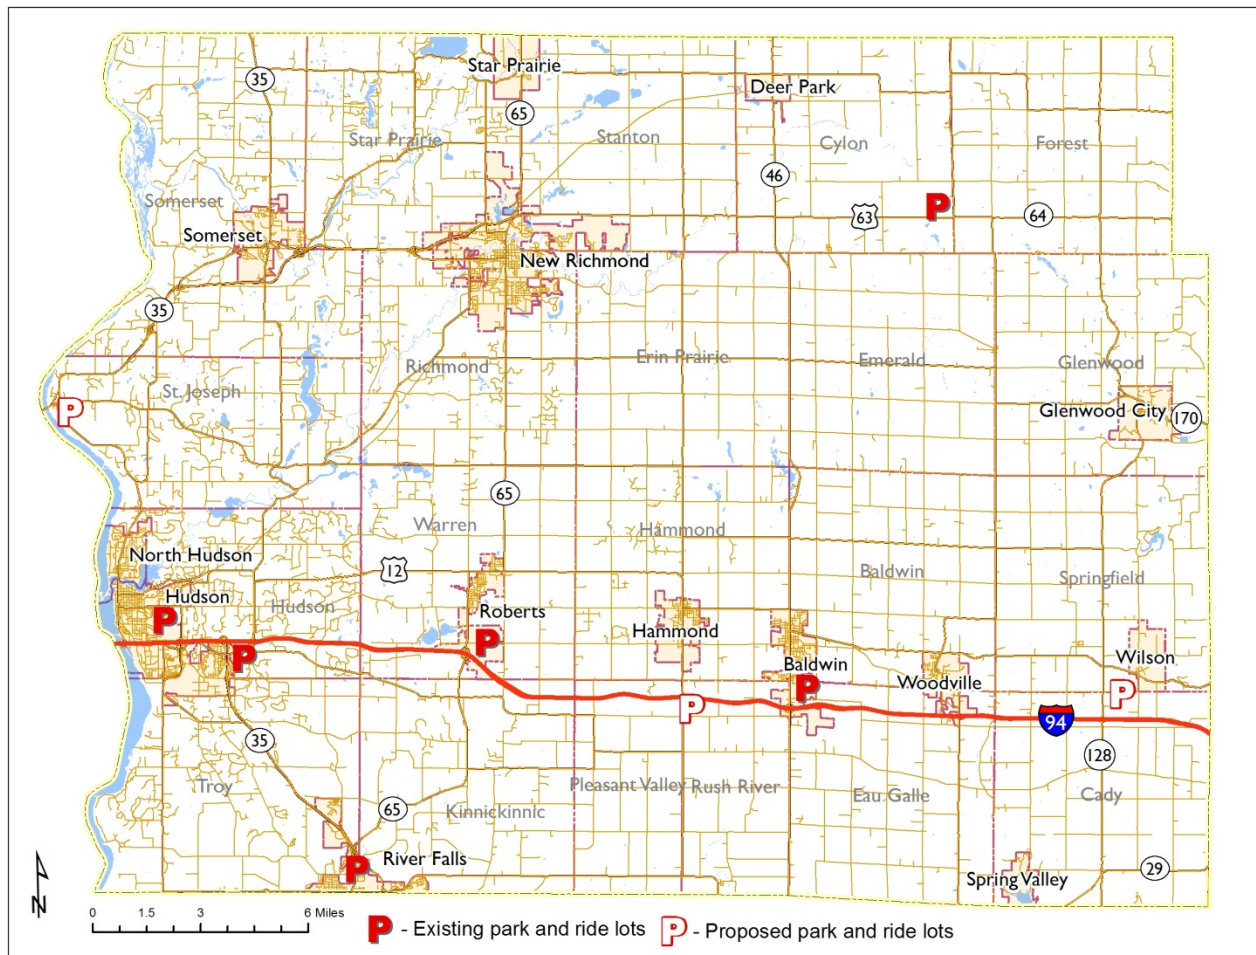 Star Prairie
35
Deer Park
65
Star Prairie
Stanton
Cylon
Forest
46
Somerset
P
63
64
Somerset
New Richmond
35
Richmond
Erin Prairie
Emerald
Glenwood
St. Joseph
P
Glenwood City
170
65
Warren
Hammond
North Hudson
12
Baldwin
Springfield
Hudson
Hudson
Roberts
P
Hammond
P
P
Baldwin
Wilson
Woodville
P
P
P
94
35
128
Troy
Pleasant Valley
Rush River
Eau Galle
Cady
65
Kinnickinnic
River Falls
P
29
Spring Valley
N
0 1.5 3 6 Miles
P - Existing park and ride lots
P - Proposed park and ride lots